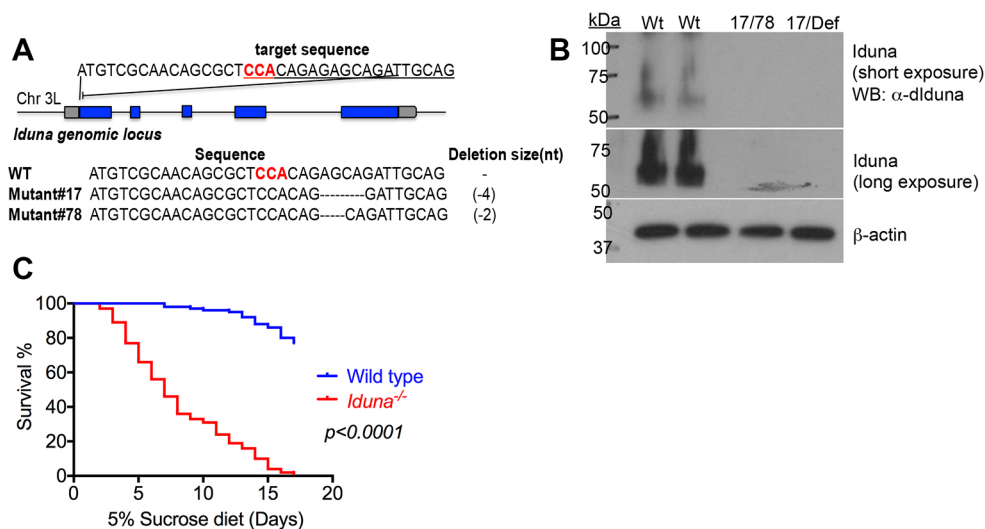 A
target sequence
ATGTCGCAACAGCGCTCCACAGAGAGCAGATTGCAG
Chr 3L
Iduna genomic locus
Sequence
Deletion size(nt)
WT ATGTCGCAACAGCGCTCCACAGAGCAGATTGCAG -
Mutant#17 ATGTCGCAACAGCGCTCCACAG---------GATTGCAG (-4)
Mutant#78 ATGTCGCAACAGCGCTCCACAG-----CAGATTGCAG (-2)
B
kDa Wt Wt 17/78 17/Def
100
75
50
Iduna
(short exposure)
WB: α-dIduna
75
50
Iduna
(long exposure)
50
37
β-actin
C
Survival %
100
80
60
40
20
0
0 5 10 15 20
5% Sucrose diet (Days)
Wild type
Iduna-/-
p<0.0001